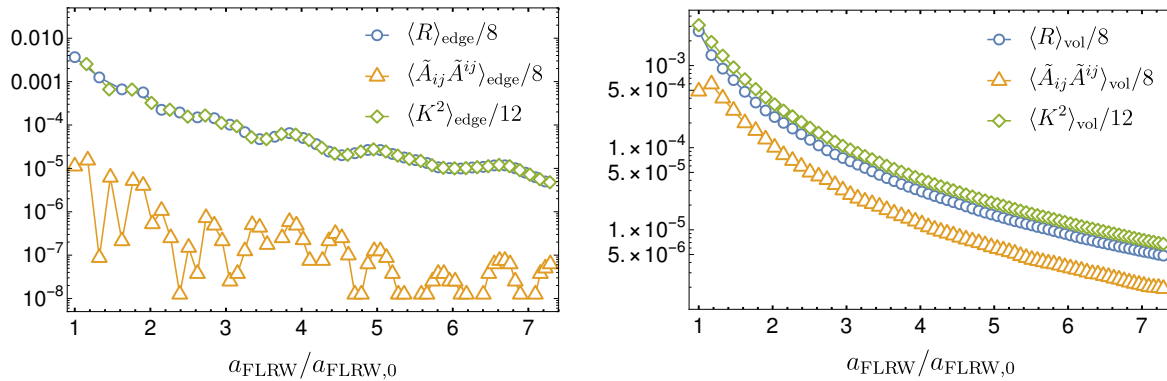 0.010
0.001
10⁻⁴
10⁻⁵
10⁻⁶
10⁻⁷
10⁻⁸
⟨R⟩_edge/8
⟨Ã_ij Ã^ij⟩_edge/8
⟨K²⟩_edge/12
1 2 3 4 5 6 7
a_FLRW/a_FLRW,0
10⁻³
5. × 10⁻⁴
1. × 10⁻⁴
5. × 10⁻⁵
1. × 10⁻⁵
5. × 10⁻⁶
⟨R⟩_vol/8
⟨Ã_ij Ã^ij⟩_vol/8
⟨K²⟩_vol/12
1 2 3 4 5 6 7
a_FLRW/a_FLRW,0